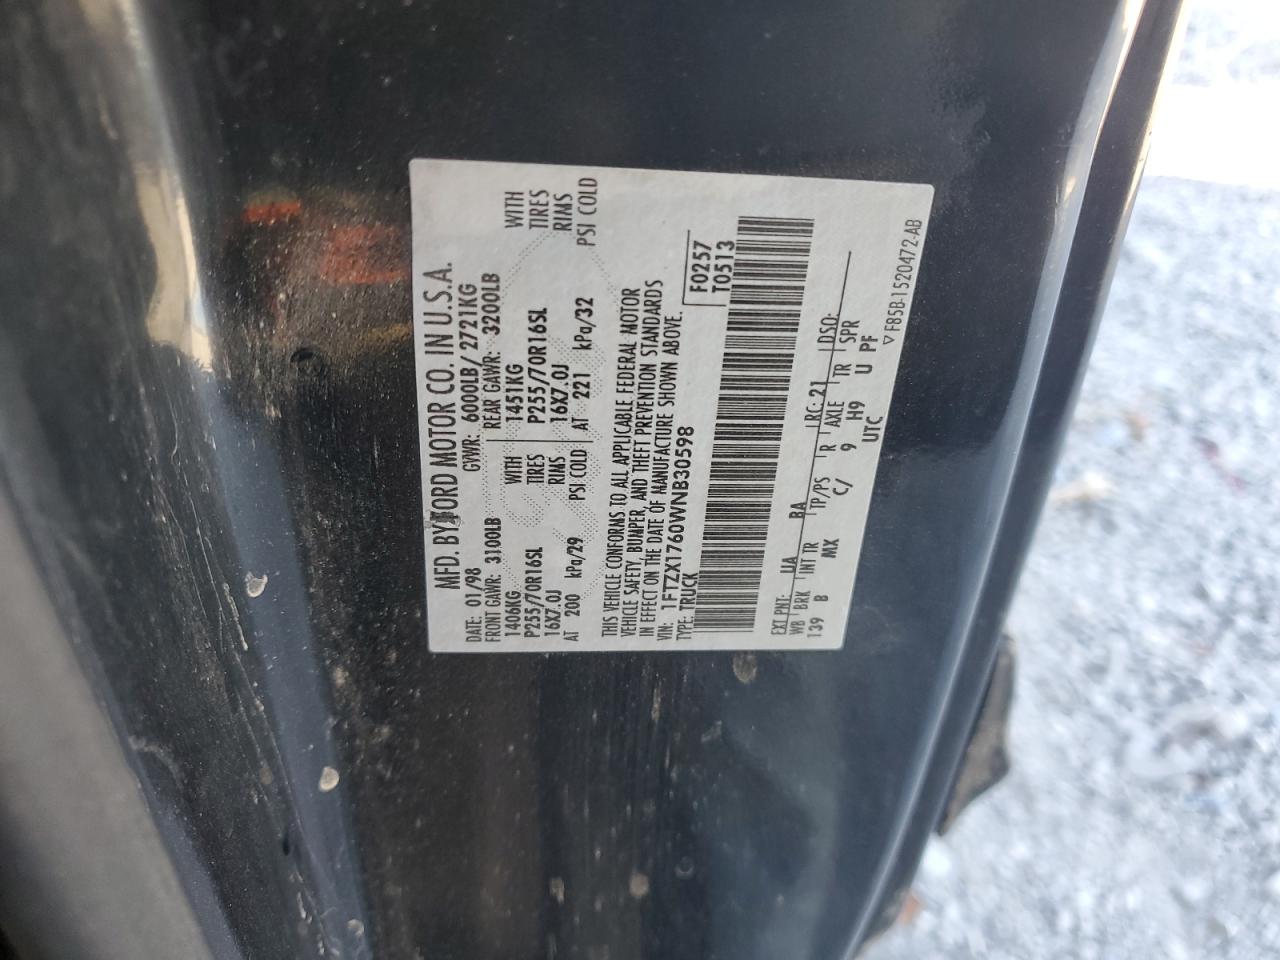 MFD. BY FORD MOTOR CO. IN U.S.A.
DATE: 01/98 GVWR: 6000LB/ 2721KG
FRONT GAWR: 3100LB REAR GAWR: 3200LB
1406KG WITH 1451KG WITH
P255/70R16SL TIRES P255/70R16SL TIRES
16X7.0J RIMS 16X7.0J RIMS
AT 200 kPa/29 PSI COLD AT 221 kPa/32 PSI COLD
THIS VEHICLE CONFORMS TO ALL APPLICABLE FEDERAL MOTOR
VEHICLE SAFETY, BUMPER, AND THEFT PREVENTION STANDARDS
IN EFFECT ON THE DATE OF MANUFACTURE SHOWN ABOVE.
VIN: 1FTZX1760WNB30598 F0257
TYPE: TRUCK T0513
EXT PNT: UA BA RC: 21 DSO:
WB BRK INT TR TP/PS R AXLE TR SPR
139 B MX C/ 9 H9 U PF
UTC
▽F85B-1520472-AB